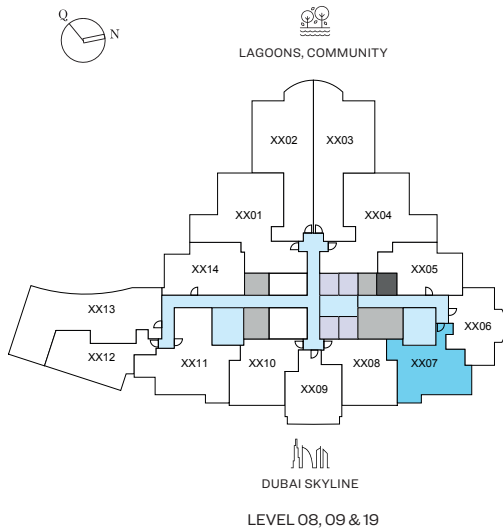 Q
N
LAGOONS, COMMUNITY
XX02
XX03
XX01
XX04
XX14
XX05
XX13
XX06
XX12
XX11
XX10
XX09
XX08
XX07
DUBAI SKYLINE
LEVEL 08, 09 & 19